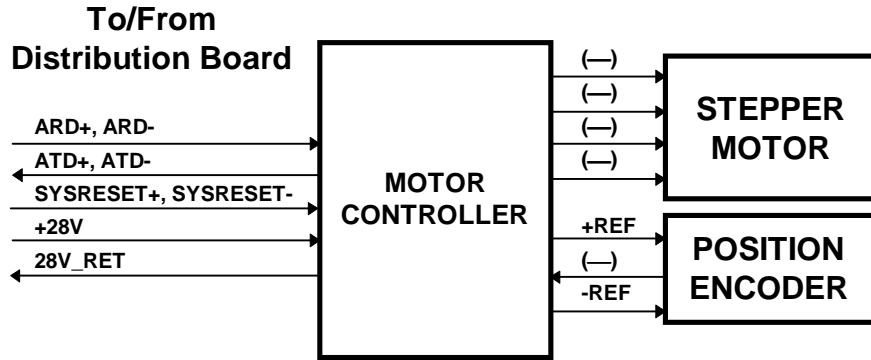 To/From
Distribution Board
ARD+, ARD-
ATD+, ATD-
SYSRESET+, SYSRESET-
+28V
28V_RET
MOTOR
CONTROLLER
(—)
(—)
(—)
(—)
+REF
(—)
-REF
STEPPER
MOTOR
POSITION
ENCODER